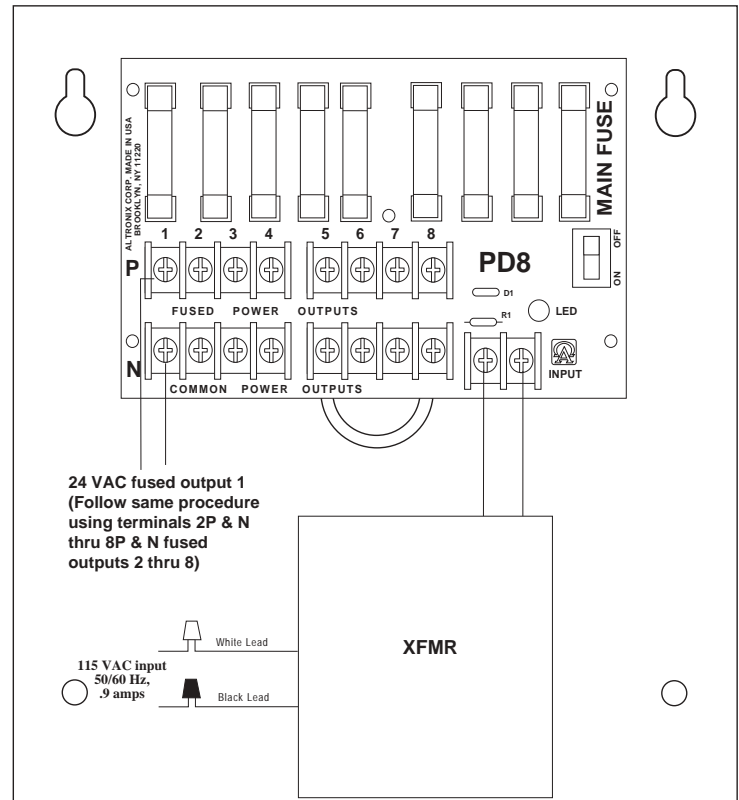 ALTRONIX CORP. MADE IN USA
BROOKLYN, NY 11220
MAIN FUSE
1 2 3 4 5 6 7 8
P
PD8
OFF
ON
D1
FUSED POWER OUTPUTS
R1
LED
N
INPUT
COMMON POWER OUTPUTS
24 VAC fused output 1
(Follow same procedure
using terminals 2P & N
thru 8P & N fused
outputs 2 thru 8)
White Lead
XFMR
115 VAC input
50/60 Hz,
.9 amps
Black Lead